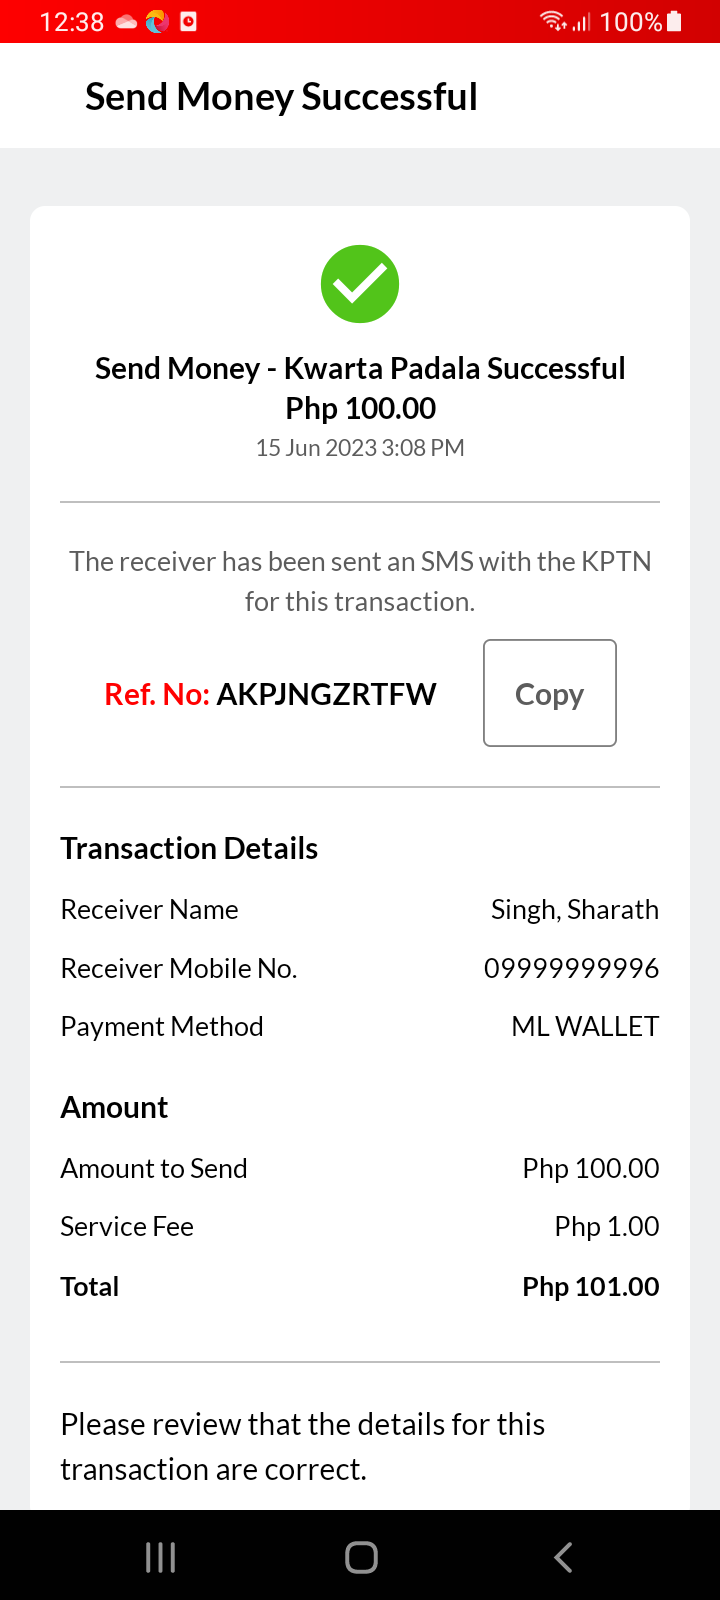 12:38 100%
Send Money Successful
Send Money - Kwarta Padala Successful
Php 100.00
15 Jun 2023 3:08 PM
The receiver has been sent an SMS with the KPTN
for this transaction.
Ref. No: AKPJNGZRTFW Copy
Transaction Details
Receiver Name Singh, Sharath
Receiver Mobile No. 09999999996
Payment Method ML WALLET
Amount
Amount to Send Php 100.00
Service Fee Php 1.00
Total Php 101.00
Please review that the details for this
transaction are correct.